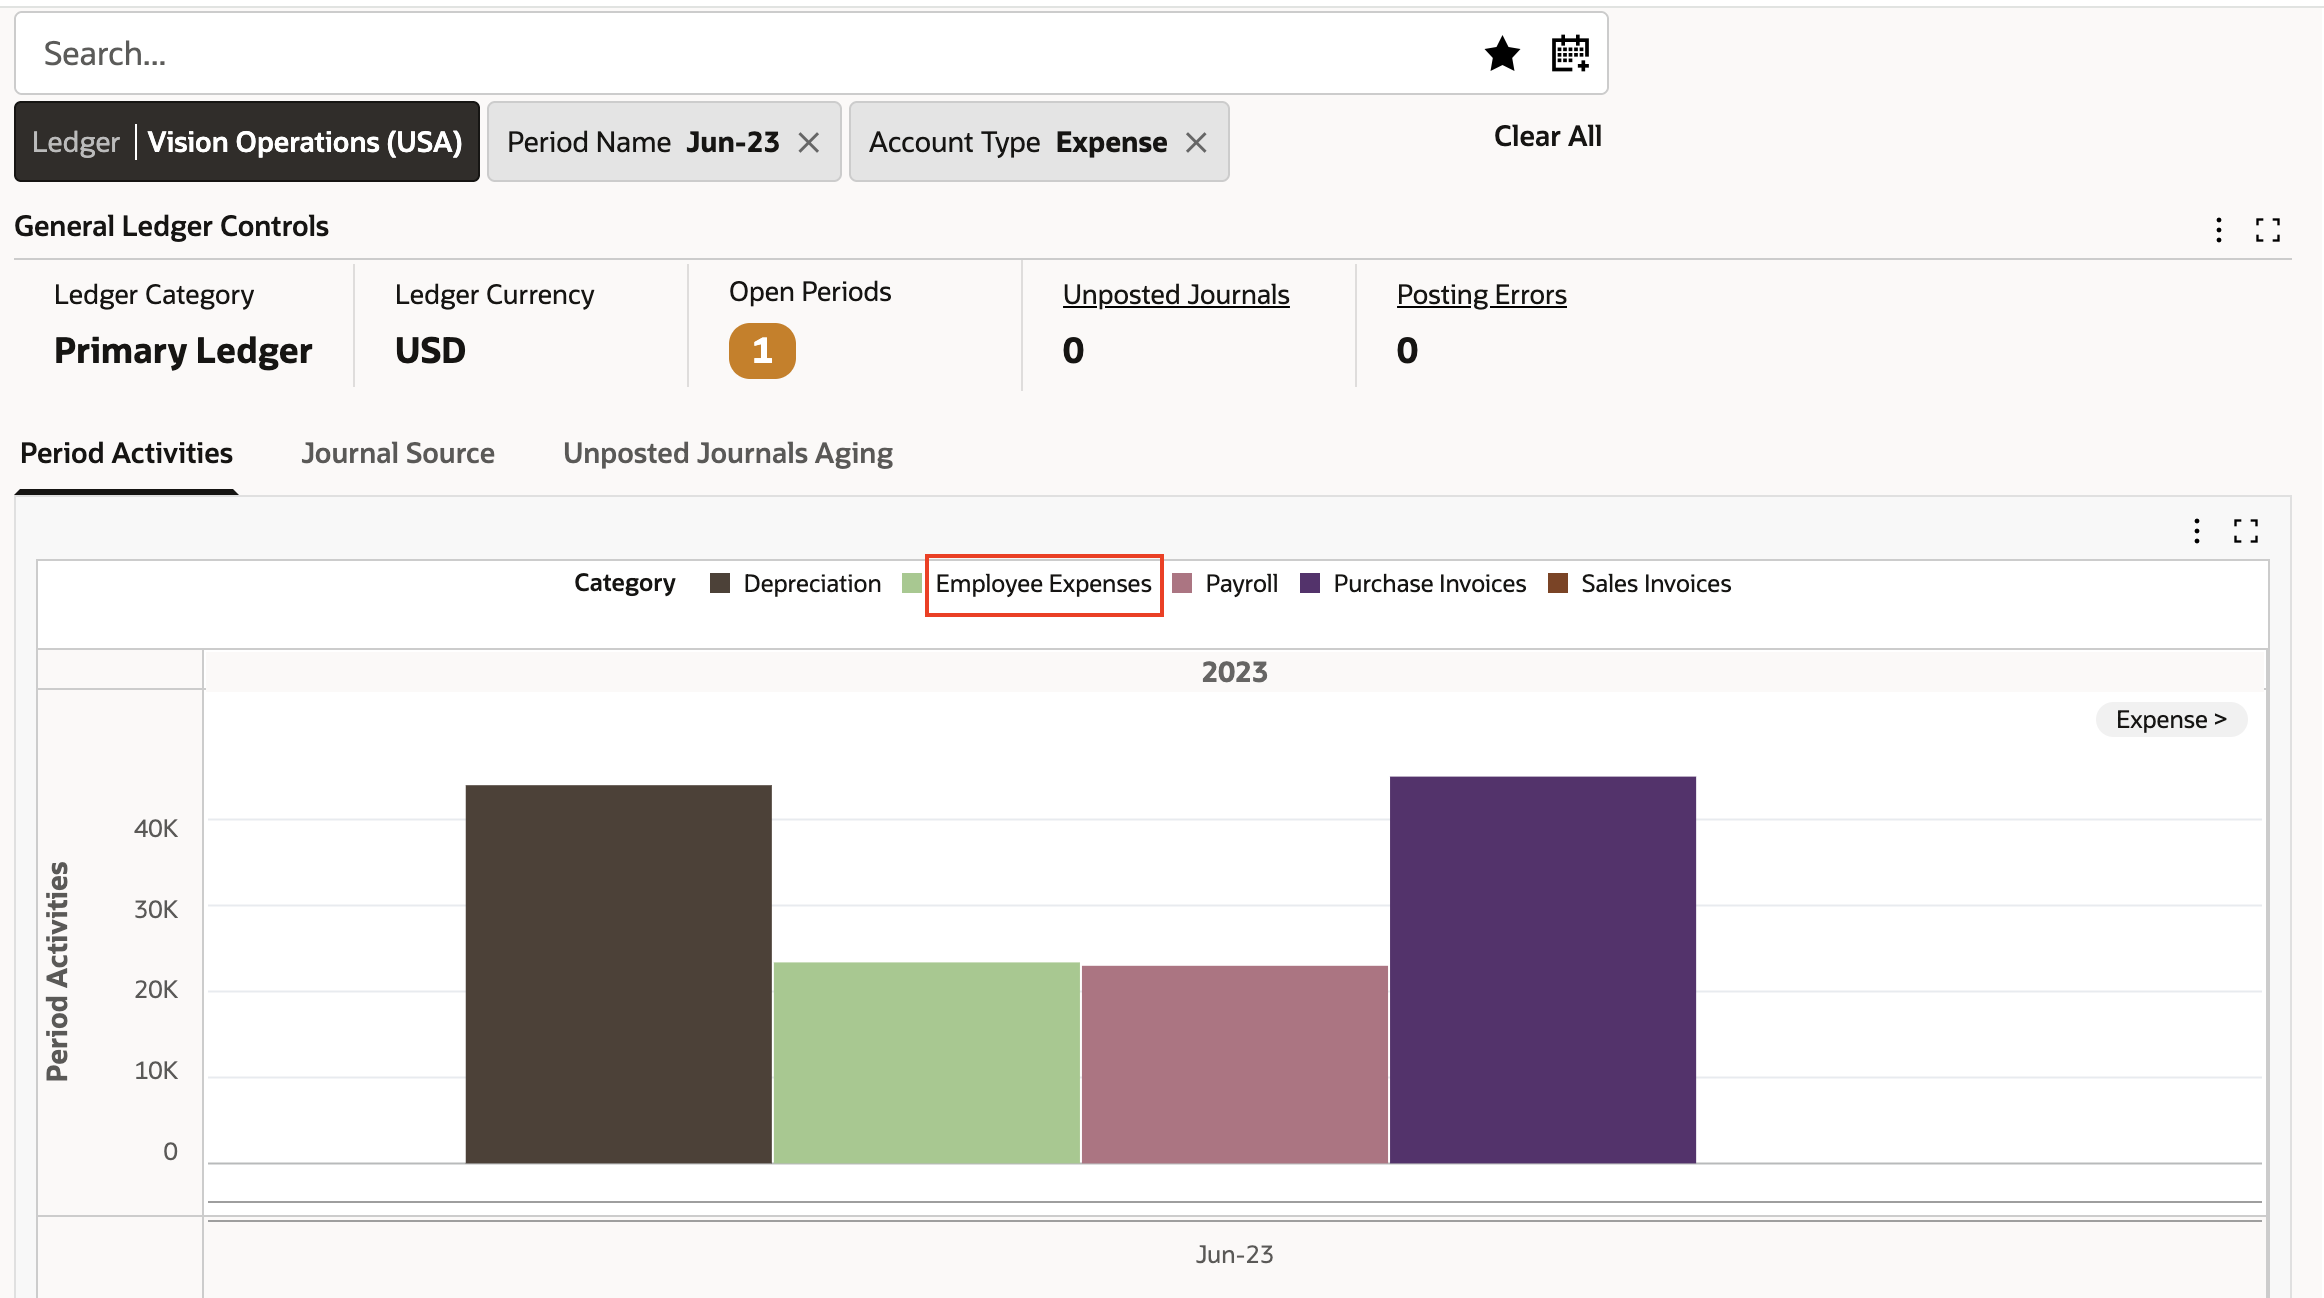 Search...
Ledger Vision Operations (USA) Period Name Jun-23 Account Type Expense Clear All
General Ledger Controls
Ledger Category Ledger Currency Open Periods Unposted Journals Posting Errors
Primary Ledger USD 1 0 0
Period Activities Journal Source Unposted Journals Aging
Category Depreciation Employee Expenses Payroll Purchase Invoices Sales Invoices
2023
Expense >
40K
30K
20K
10K
0
Period Activities
Jun-23